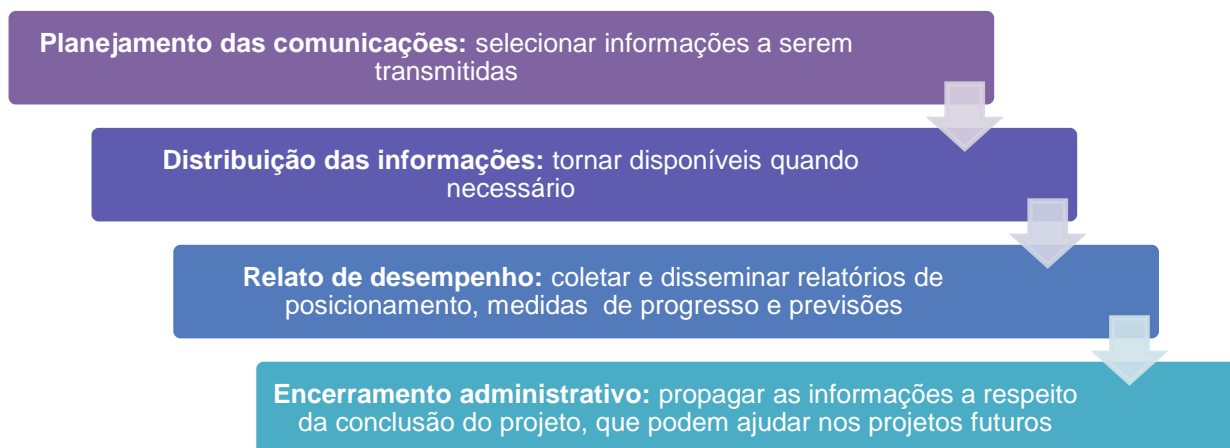 Planejamento das comunicações: selecionar informações a serem
transmitidas
Distribuição das informações: tornar disponíveis quando
necessário
Relato de desempenho: coletar e disseminar relatórios de
posicionamento, medidas de progresso e previsões
Encerramento administrativo: propagar as informações a respeito
da conclusão do projeto, que podem ajudar nos projetos futuros